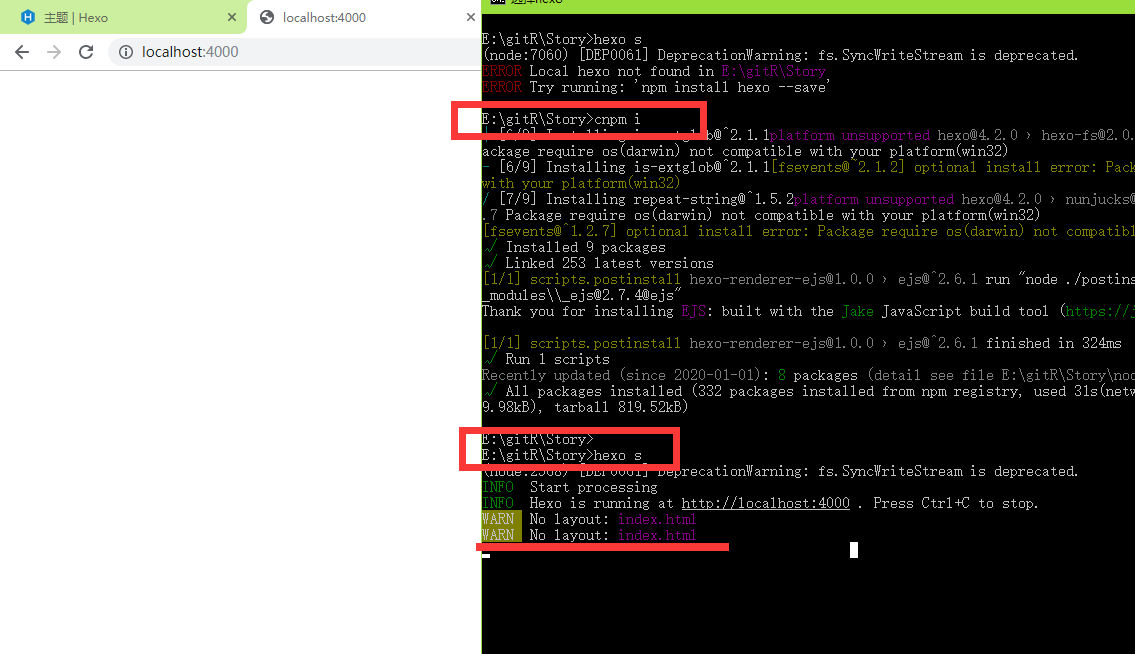 主题 | Hexo
localhost:4000
localhost:4000
选择hexo
E:\gitR\Story>hexo s
(node:7060) [DEP0061] DeprecationWarning: fs.SyncWriteStream is deprecated.
ERROR Local hexo not found in E:\gitR\Story
ERROR Try running: 'npm install hexo --save'
E:\gitR\Story>cnpm i
[6/9] Installing is-extglob@^2.1.1platform unsupported hexo@4.2.0 › hexo-fs@2.0.
ackage require os(darwin) not compatible with your platform(win32)
- [6/9] Installing is-extglob@^2.1.1[fsevents@^2.1.2] optional install error: Pack
with your platform(win32)
/ [7/9] Installing repeat-string@^1.5.2platform unsupported hexo@4.2.0 › nunjucks@
.7 Package require os(darwin) not compatible with your platform(win32)
[fsevents@^1.2.7] optional install error: Package require os(darwin) not compatibl
√ Installed 9 packages
√ Linked 253 latest versions
[1/1] scripts.postinstall hexo-renderer-ejs@1.0.0 › ejs@^2.6.1 run "node ./postins
_modules\\_ejs@2.7.4@ejs"
Thank you for installing EJS: built with the Jake JavaScript build tool (https://j
[1/1] scripts.postinstall hexo-renderer-ejs@1.0.0 › ejs@^2.6.1 finished in 324ms
√ Run 1 scripts
Recently updated (since 2020-01-01): 8 packages (detail see file E:\gitR\Story\nod
√ All packages installed (332 packages installed from npm registry, used 31s(netw
9.98kB), tarball 819.52kB)
E:\gitR\Story>
E:\gitR\Story>hexo s
(node:2568) [DEP0061] DeprecationWarning: fs.SyncWriteStream is deprecated.
INFO Start processing
INFO Hexo is running at http://localhost:4000 . Press Ctrl+C to stop.
WARN No layout: index.html
WARN No layout: index.html